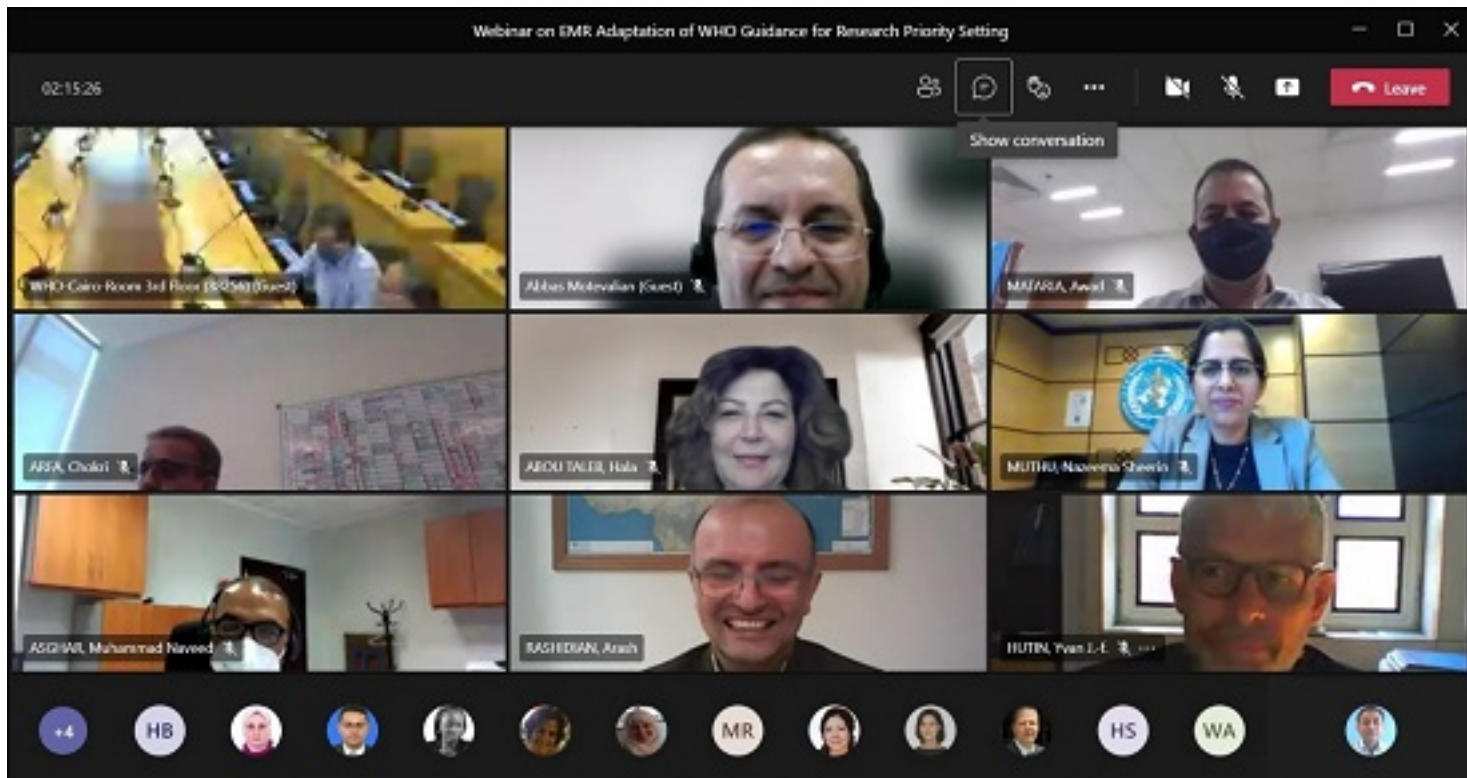 Webinar on EMR Adaptation of WHO Guidance for Research Priority Setting
02:15:26
Leave
Show conversation
WHO-Cairo-Room 3rd Floor (Guest)
Abbas Motevalian (Guest)
MATARIA, Awad
ARFA, Chokri
ABOU TALEB, Hala
MUTHU, Nazeema Sheerin
ASGHAR, Muhammad Naveed
RASHIDIAN, Arash
HUTIN, Yvan J.-F.
+4
HB
MR
HS
WA